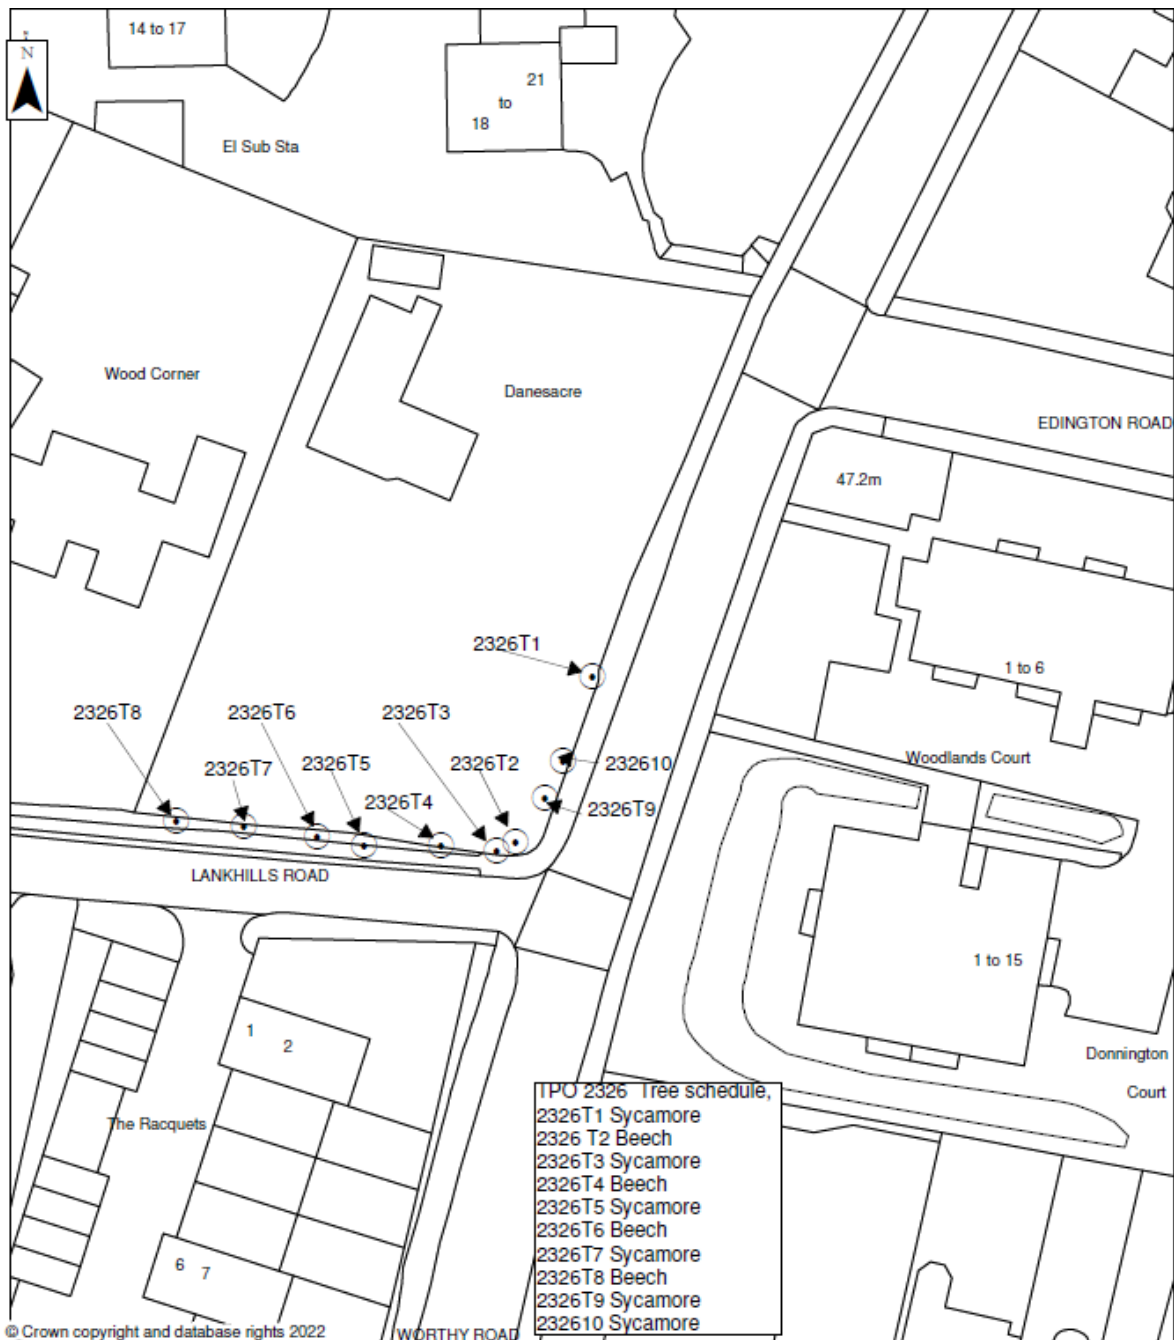 14 to 17
N
21
to
18
El Sub Sta
Wood Corner
Danesacre
EDINGTON ROAD
47.2m
2326T1
1 to 6
2326T8
2326T6
2326T3
2326T7
2326T5
2326T2
232610
Woodlands Court
2326T4
2326T9
LANKHILLS ROAD
1 to 15
1
2
Donnington
Court
The Racquets
TPO 2326 Tree schedule,
2326T1 Sycamore
2326 T2 Beech
2326T3 Sycamore
2326T4 Beech
2326T5 Sycamore
2326T6 Beech
2326T7 Sycamore
2326T8 Beech
2326T9 Sycamore
232610 Sycamore
6
7
© Crown copyright and database rights 2022
WORTHY ROAD